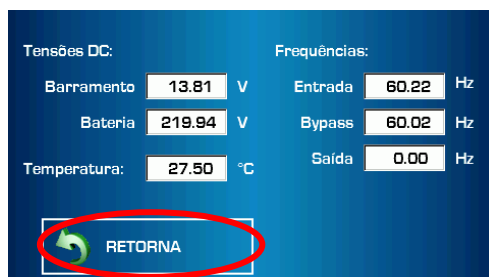 Tensões DC:
Barramento 13.81 V
Bateria 219.94 V
Temperatura: 27.50 °C
Frequências:
Entrada 60.22 Hz
Bypass 60.02 Hz
Saída 0.00 Hz
RETORNA